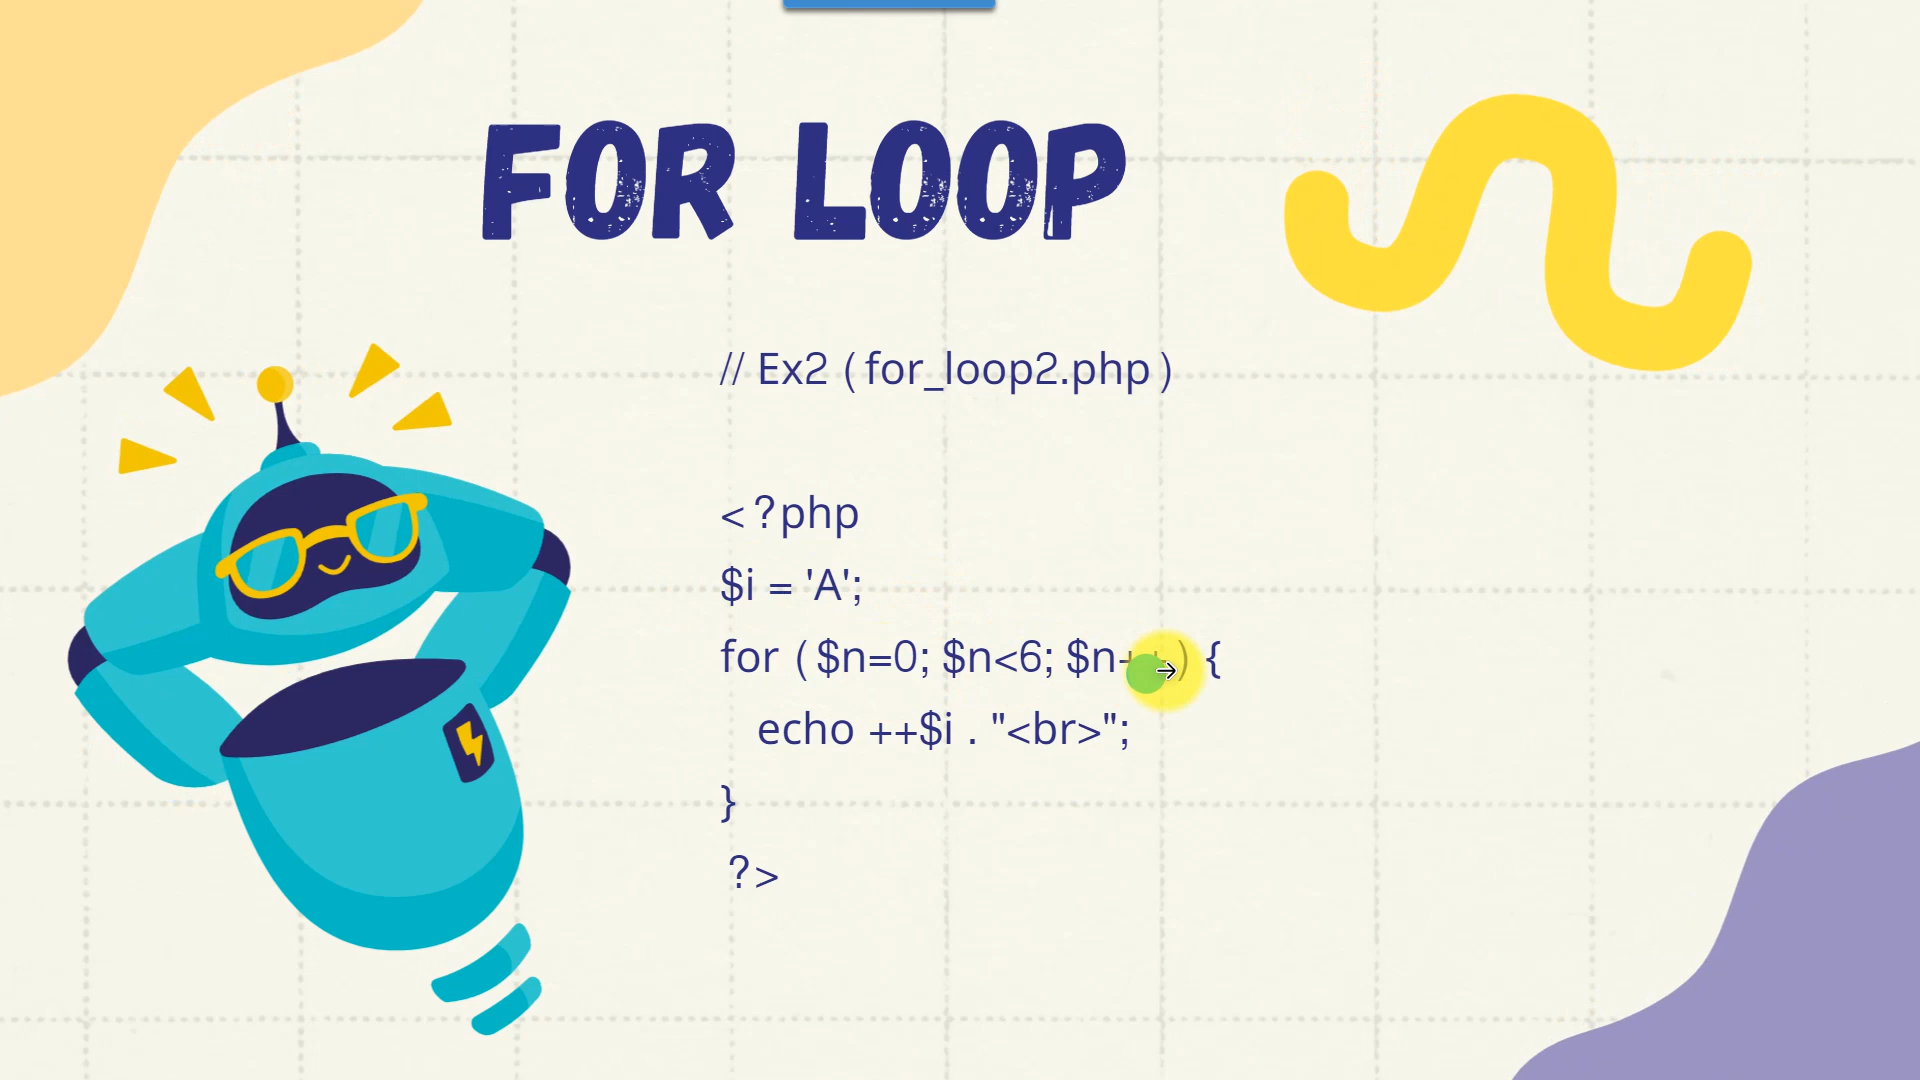 FOR LOOP
// Ex2 (for_loop2.php)
<?php
$i = 'A';
for ($n=0; $n<6; $n++) {
echo ++$i . "<br>";
}
?>